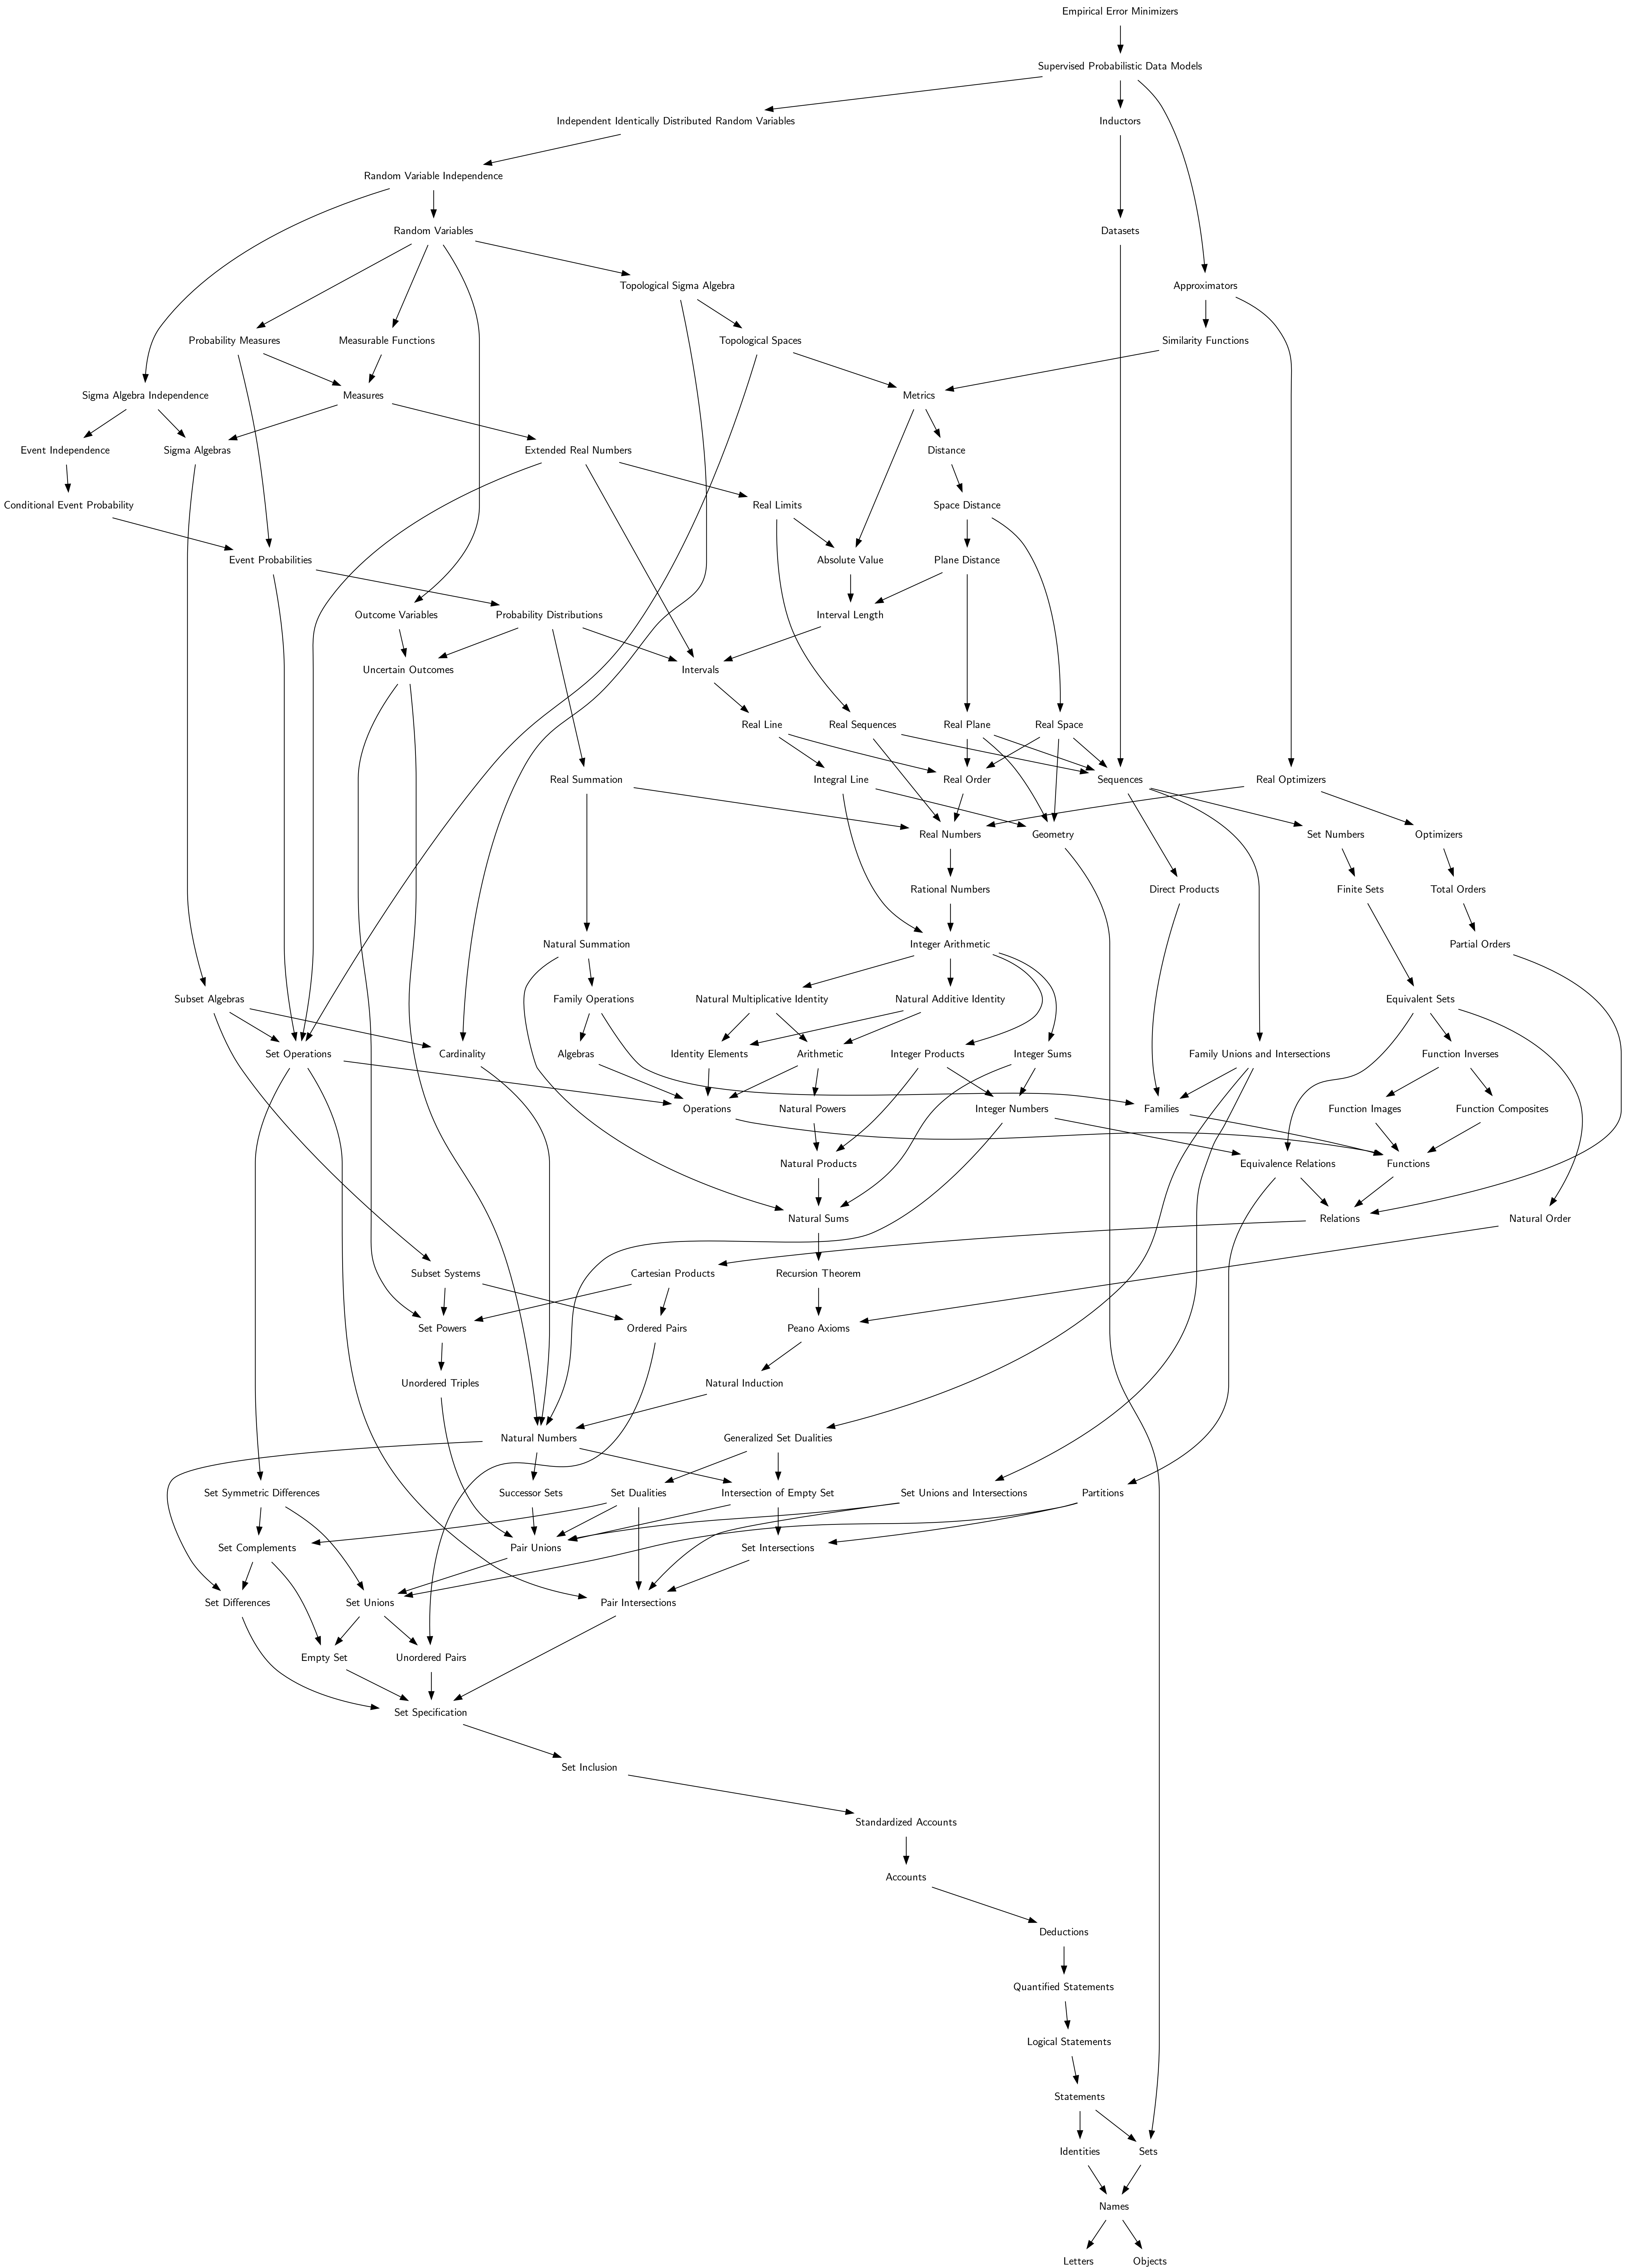 Empirical Error Minimizers
Supervised Probabilistic Data Models
Independent Identically Distributed Random Variables
Inductors
Random Variable Independence
Random Variables
Datasets
Topological Sigma Algebra
Approximators
Probability Measures
Measurable Functions
Topological Spaces
Similarity Functions
Sigma Algebra Independence
Measures
Metrics
Event Independence
Sigma Algebras
Extended Real Numbers
Distance
Conditional Event Probability
Real Limits
Space Distance
Event Probabilities
Absolute Value
Plane Distance
Outcome Variables
Probability Distributions
Interval Length
Uncertain Outcomes
Intervals
Real Line
Real Sequences
Real Plane
Real Space
Real Summation
Integral Line
Real Order
Sequences
Real Optimizers
Real Numbers
Geometry
Set Numbers
Optimizers
Rational Numbers
Direct Products
Finite Sets
Total Orders
Natural Summation
Integer Arithmetic
Partial Orders
Subset Algebras
Family Operations
Natural Multiplicative Identity
Natural Additive Identity
Equivalent Sets
Set Operations
Cardinality
Algebras
Identity Elements
Arithmetic
Integer Products
Integer Sums
Family Unions and Intersections
Function Inverses
Operations
Natural Powers
Integer Numbers
Families
Function Images
Function Composites
Natural Products
Equivalence Relations
Functions
Natural Sums
Relations
Natural Order
Subset Systems
Cartesian Products
Recursion Theorem
Set Powers
Ordered Pairs
Peano Axioms
Unordered Triples
Natural Induction
Natural Numbers
Generalized Set Dualities
Set Symmetric Differences
Successor Sets
Set Dualities
Intersection of Empty Set
Set Unions and Intersections
Partitions
Set Complements
Pair Unions
Set Intersections
Set Differences
Set Unions
Pair Intersections
Empty Set
Unordered Pairs
Set Specification
Set Inclusion
Standardized Accounts
Accounts
Deductions
Quantified Statements
Logical Statements
Statements
Identities
Sets
Names
Letters
Objects